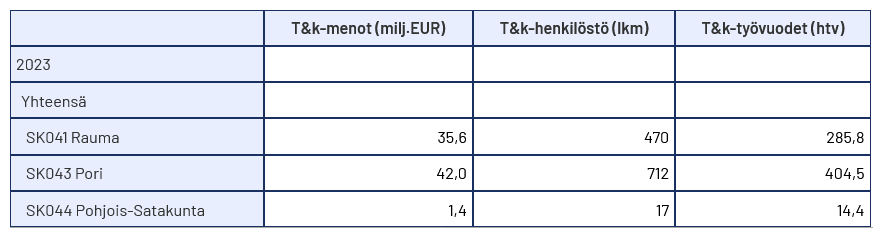 T&k-menot (milj.EUR) T&k-henkilöstö (lkm) T&k-työvuodet (htv)
2023
Yhteensä
SK041 Rauma 35,6 470 285,8
SK043 Pori 42,0 712 404,5
SK044 Pohjois-Satakunta 1,4 17 14,4